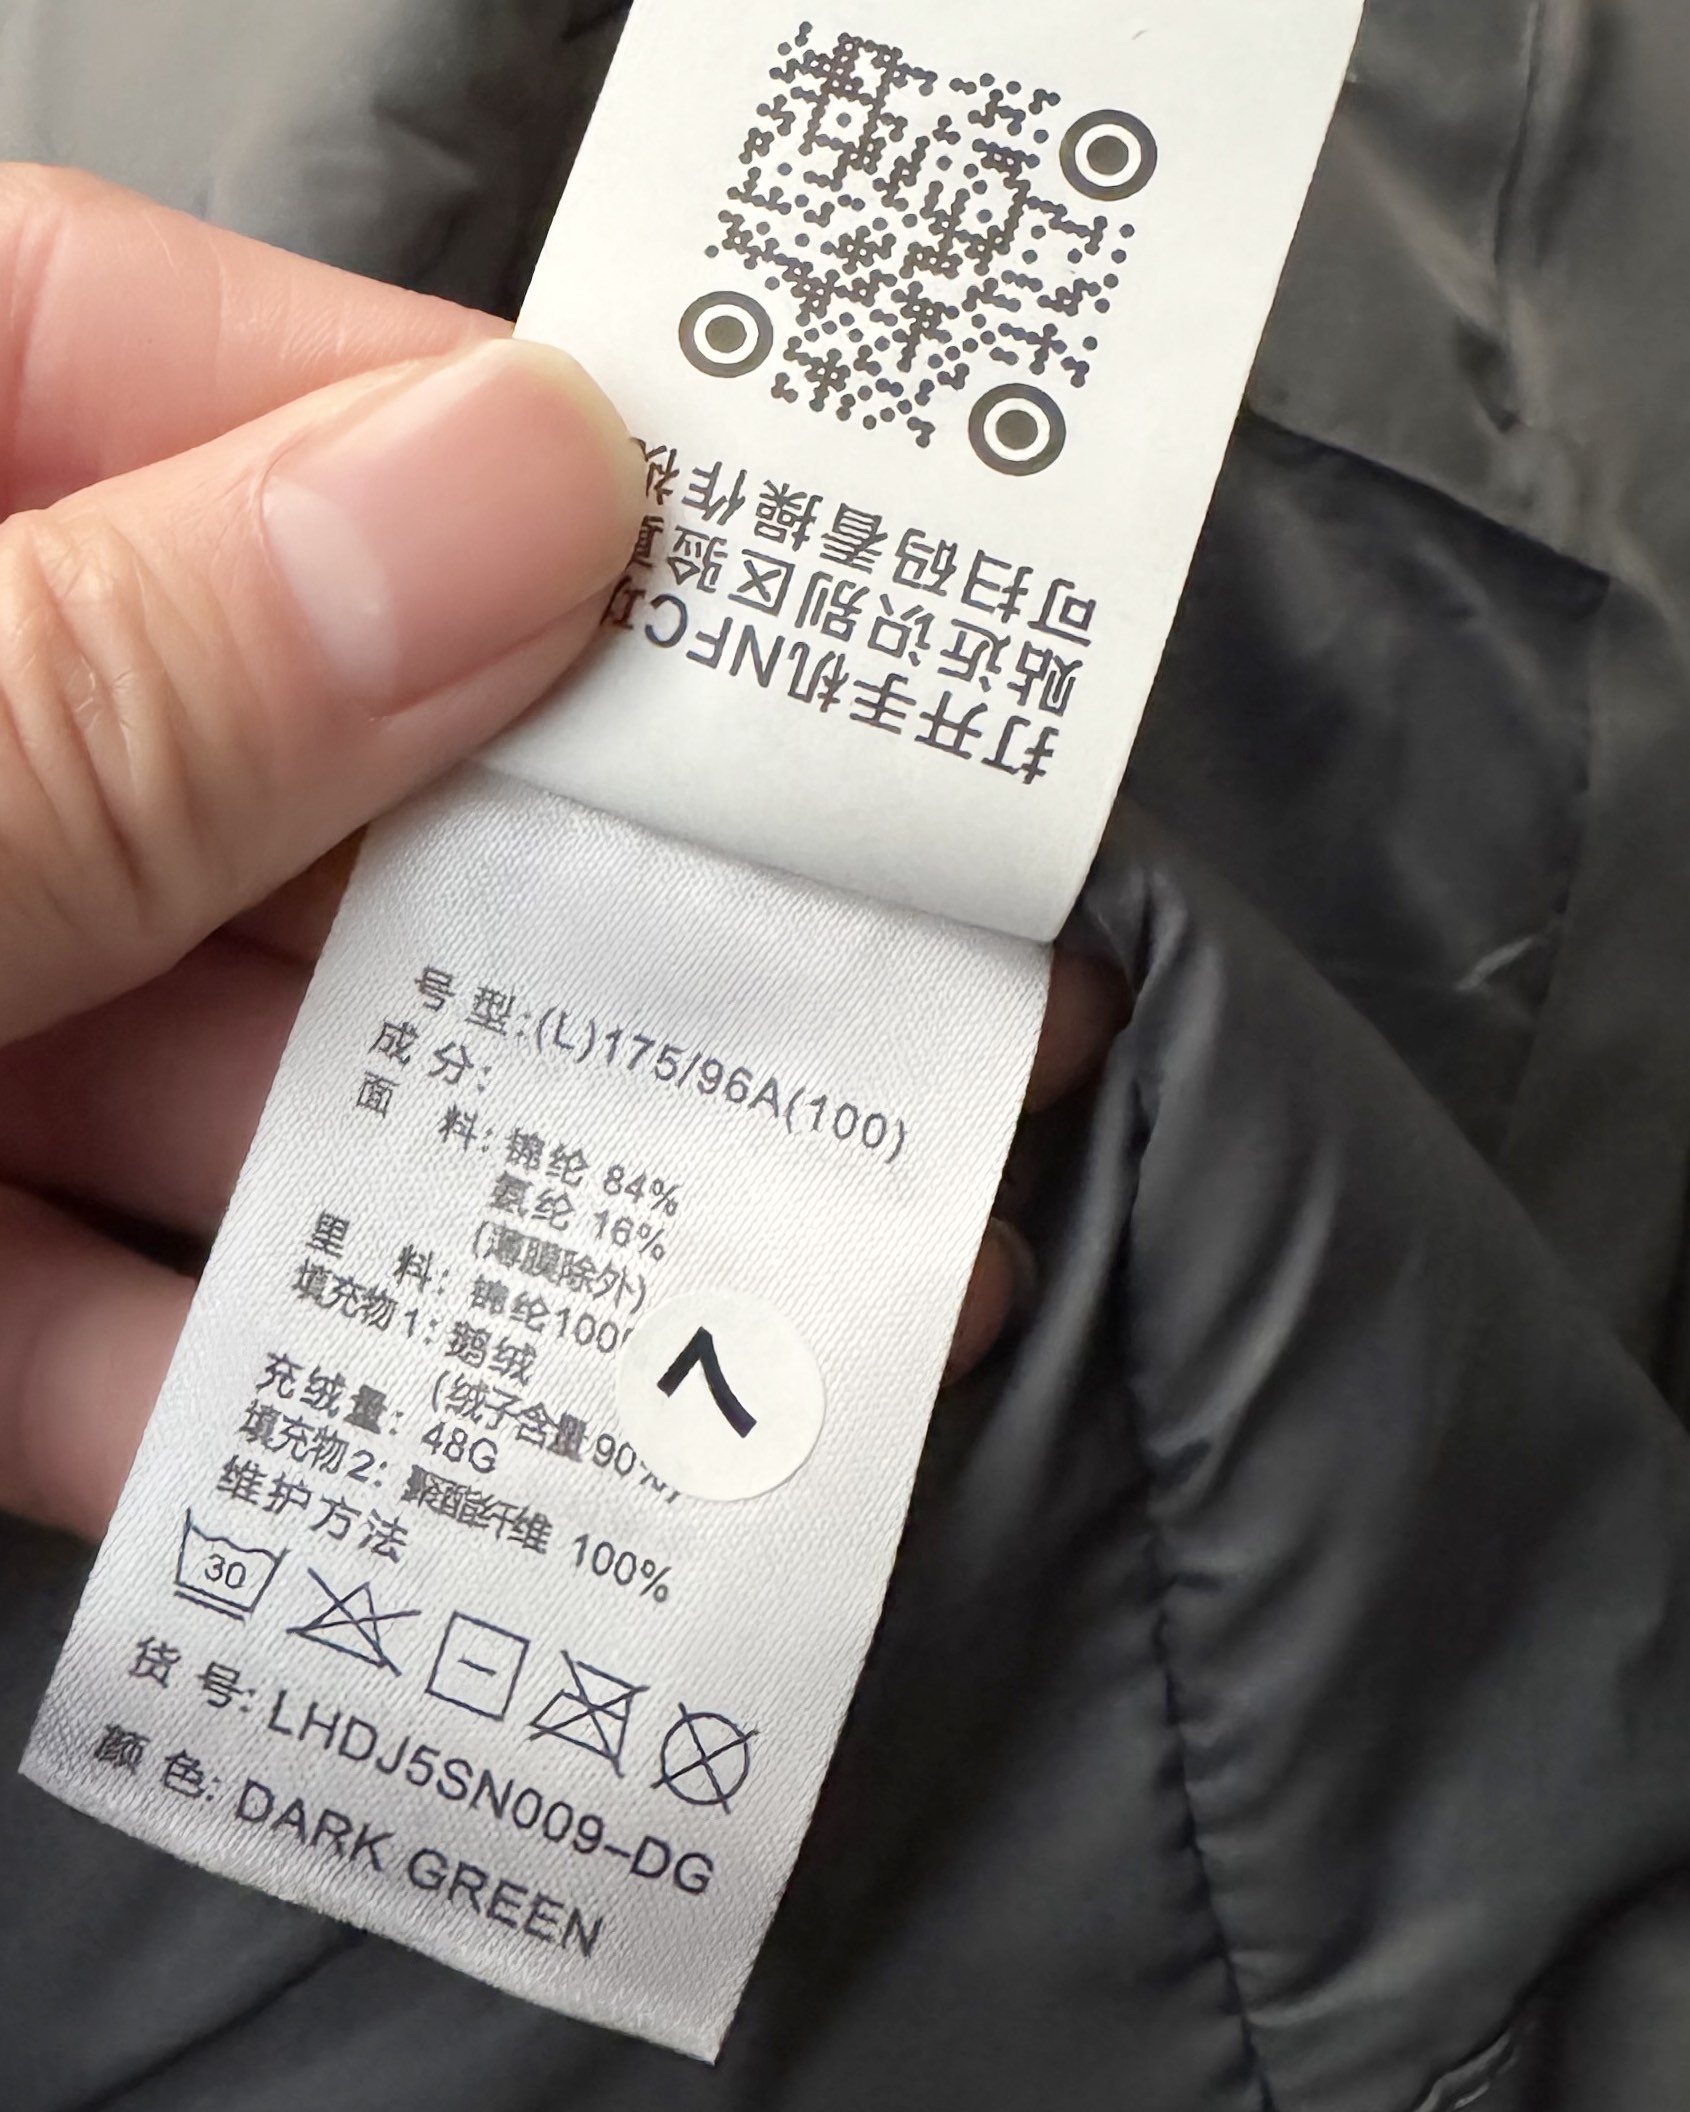 打开手机NFC
贴近识别区验真
可扫码看操作
号 型:(L)175/96A(100)
成 分:
面 料: 锦纶 84%
氨纶 16%
(薄膜除外)
里 料: 锦纶100
填充物1: 鹅绒
(绒子含量90%)
充绒量: 48G
填充物2: 聚酯纤维 100%
维护方法
30
货 号: LHDJ5SN009-DG
颜 色: DARK GREEN